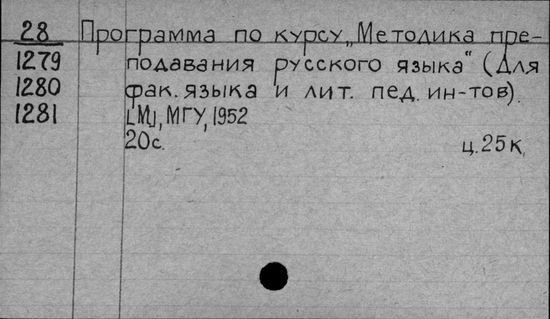 28 Программа по курсу „Методика пре-
1279 подавания русского языка" (Для
1280 фак. языка и лит. пед. ин-тов).
1281 [М], МГУ, 1952
20с. ц. 25к.